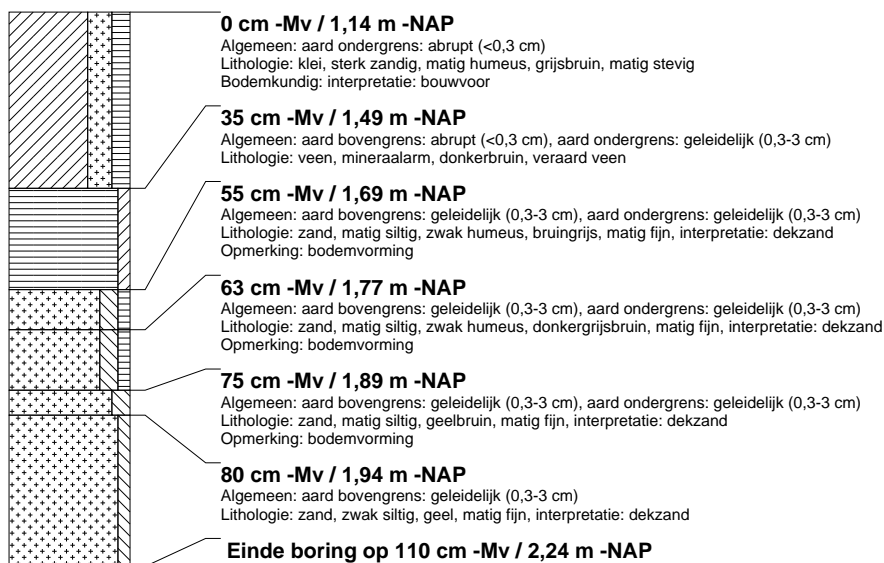 0 cm -Mv / 1,14 m -NAP
Algemeen: aard ondergrens: abrupt (<0,3 cm)
Lithologie: klei, sterk zandig, matig humeus, grijsbruin, matig stevig
Bodemkundig: interpretatie: bouwvoor
35 cm -Mv / 1,49 m -NAP
Algemeen: aard bovengrens: abrupt (<0,3 cm), aard ondergrens: geleidelijk (0,3-3 cm)
Lithologie: veen, mineraalarm, donkerbruin, veraard veen
55 cm -Mv / 1,69 m -NAP
Algemeen: aard bovengrens: geleidelijk (0,3-3 cm), aard ondergrens: geleidelijk (0,3-3 cm)
Lithologie: zand, matig siltig, zwak humeus, bruingrijs, matig fijn, interpretatie: dekzand
Opmerking: bodemvorming
63 cm -Mv / 1,77 m -NAP
Algemeen: aard bovengrens: geleidelijk (0,3-3 cm), aard ondergrens: geleidelijk (0,3-3 cm)
Lithologie: zand, matig siltig, zwak humeus, donkergrijsbruin, matig fijn, interpretatie: dekzand
Opmerking: bodemvorming
75 cm -Mv / 1,89 m -NAP
Algemeen: aard bovengrens: geleidelijk (0,3-3 cm), aard ondergrens: geleidelijk (0,3-3 cm)
Lithologie: zand, matig siltig, geelbruin, matig fijn, interpretatie: dekzand
Opmerking: bodemvorming
80 cm -Mv / 1,94 m -NAP
Algemeen: aard bovengrens: geleidelijk (0,3-3 cm)
Lithologie: zand, zwak siltig, geel, matig fijn, interpretatie: dekzand
Einde boring op 110 cm -Mv / 2,24 m -NAP